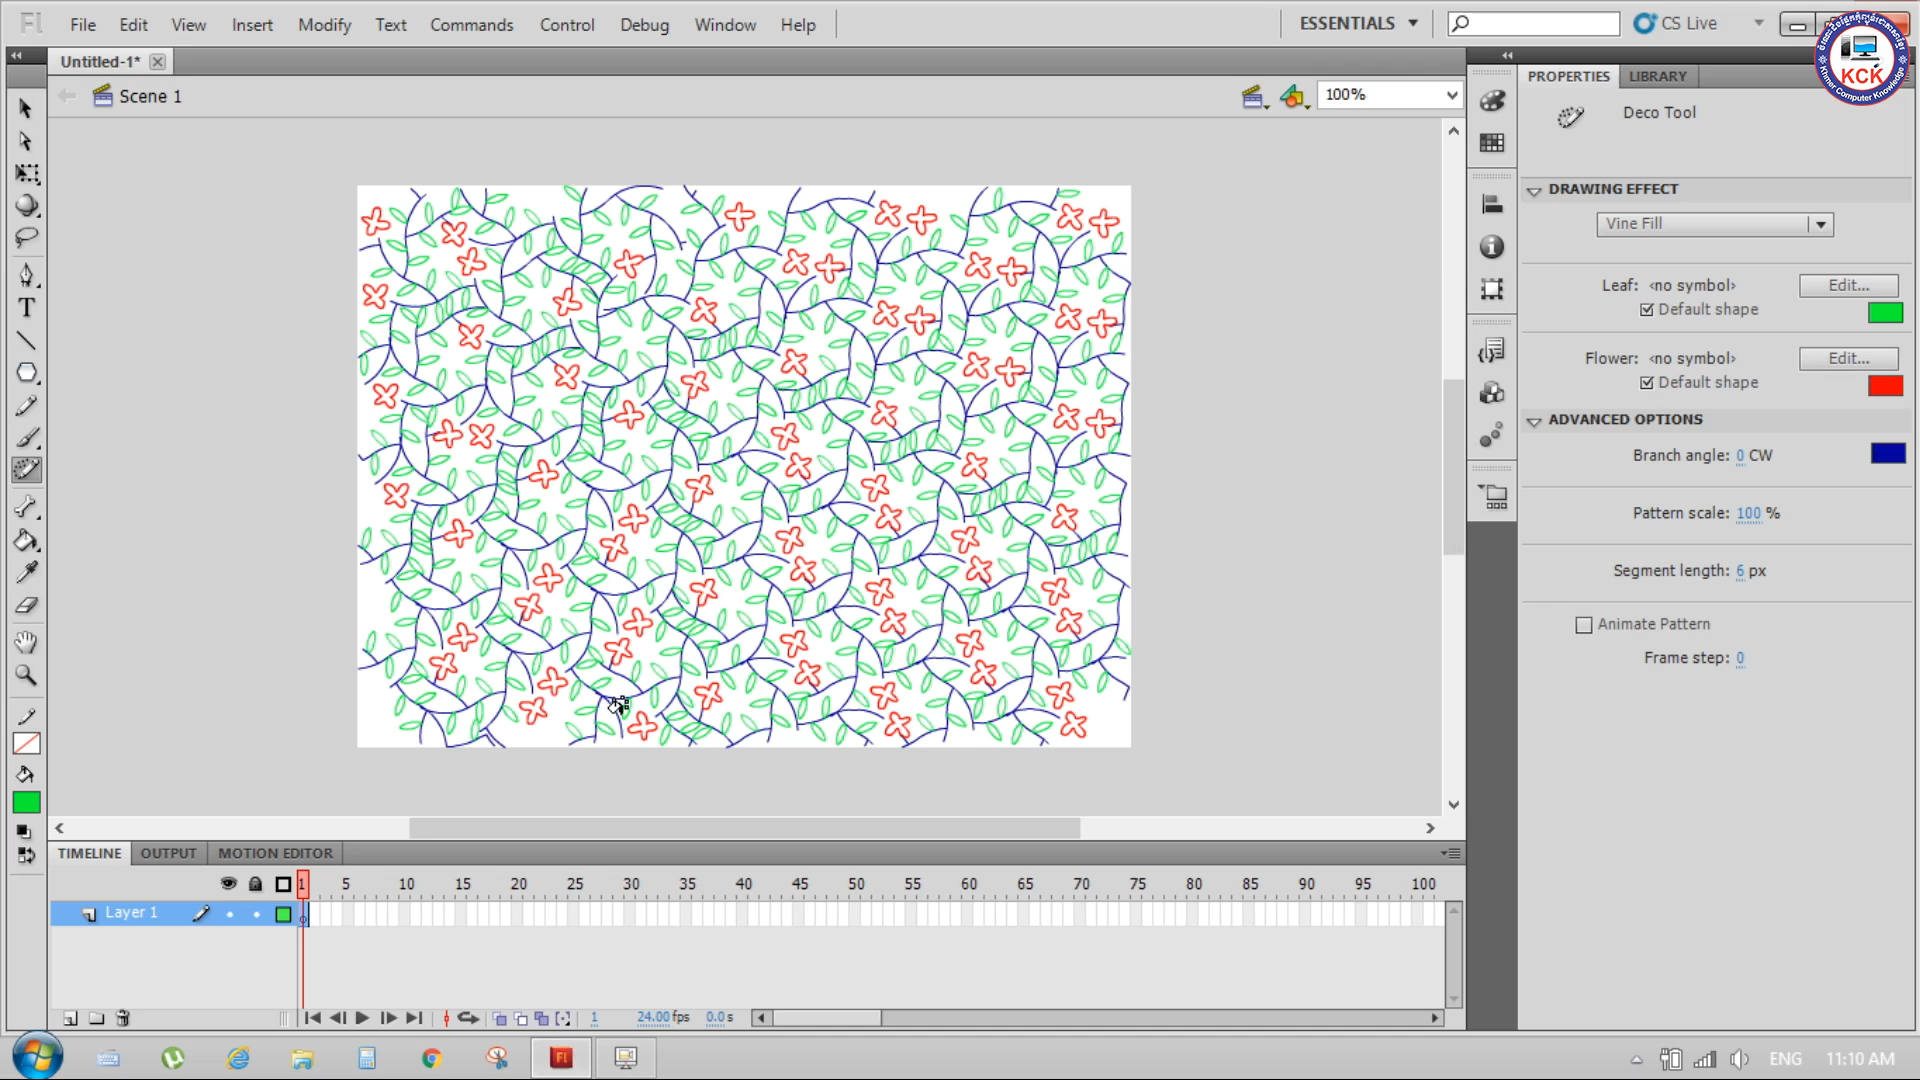 Fl File Edit View Insert Modify Text Commands Control Debug Window Help ESSENTIALS CS Live
Untitled-1*
Scene 1 100%
PROPERTIES LIBRARY
KCK
Khmer Computer Knowledge
Deco Tool
DRAWING EFFECT
Vine Fill
Leaf: <no symbol> Edit...
Default shape
Flower: <no symbol> Edit...
Default shape
ADVANCED OPTIONS
Branch angle: 0 CW
Pattern scale: 100 %
Segment length: 6 px
Animate Pattern
Frame step: 0
TIMELINE OUTPUT MOTION EDITOR
1 5 10 15 20 25 30 35 40 45 50 55 60 65 70 75 80 85 90 95 100
Layer 1
1 24.00 fps 0.0 s
Fl ENG 11:10 AM